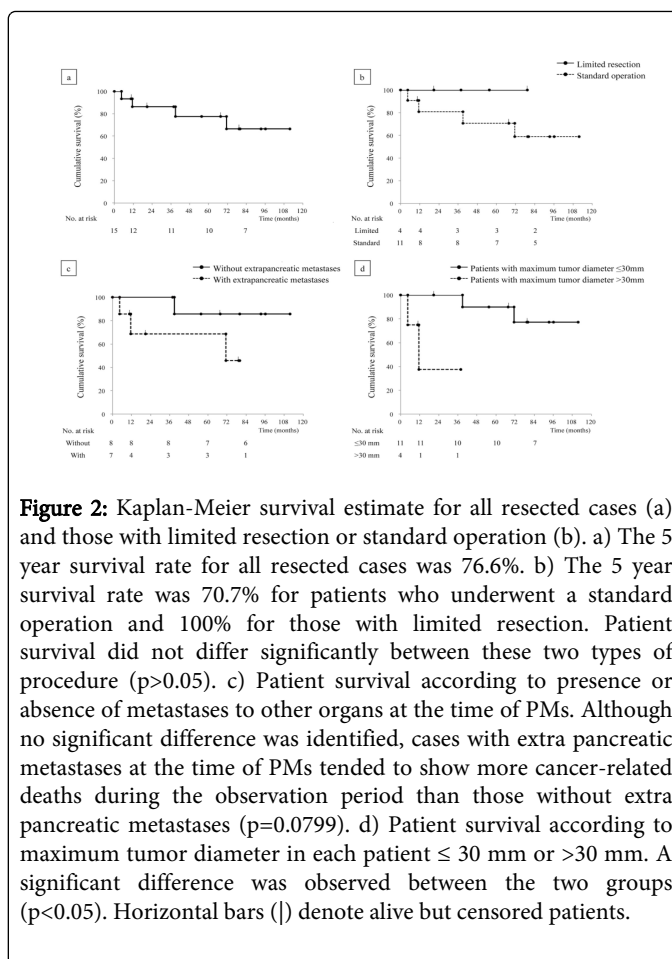 a
Cumulative survival (%)
100
80
60
40
20
0
0 12 24 36 48 60 72 84 96 108 120
Time (months)
No. at risk
15 12 11 10 7
b
Limited resection
Standard operation
Cumulative survival (%)
100
80
60
40
20
0
0 12 24 36 48 60 72 84 96 108 120
Time (months)
No. at risk
Limited 4 4 3 3 2
Standard 11 8 8 7 5
c
Without extrapancreatic metastases
With extrapancreatic metastases
Cumulative survival (%)
100
80
60
40
20
0
0 12 24 36 48 60 72 84 96 108 120
Time (months)
No. at risk
Without 8 8 8 7 6
With 7 4 3 3 1
d
Patients with maximum tumor diameter ≤30mm
Patients with maximum tumor diameter >30mm
Cumulative survival (%)
100
80
60
40
20
0
0 12 24 36 48 60 72 84 96 108 120
Time (months)
No. at risk
≤30 mm 11 11 10 10 7
>30 mm 4 1 1
Figure 2: Kaplan-Meier survival estimate for all resected cases (a)
and those with limited resection or standard operation (b). a) The 5
year survival rate for all resected cases was 76.6%. b) The 5 year
survival rate was 70.7% for patients who underwent a standard
operation and 100% for those with limited resection. Patient
survival did not differ significantly between these two types of
procedure (p>0.05). c) Patient survival according to presence or
absence of metastases to other organs at the time of PMs. Although
no significant difference was identified, cases with extra pancreatic
metastases at the time of PMs tended to show more cancer-related
deaths during the observation period than those without extra
pancreatic metastases (p=0.0799). d) Patient survival according to
maximum tumor diameter in each patient ≤ 30 mm or >30 mm. A
significant difference was observed between the two groups
(p<0.05). Horizontal bars (|) denote alive but censored patients.